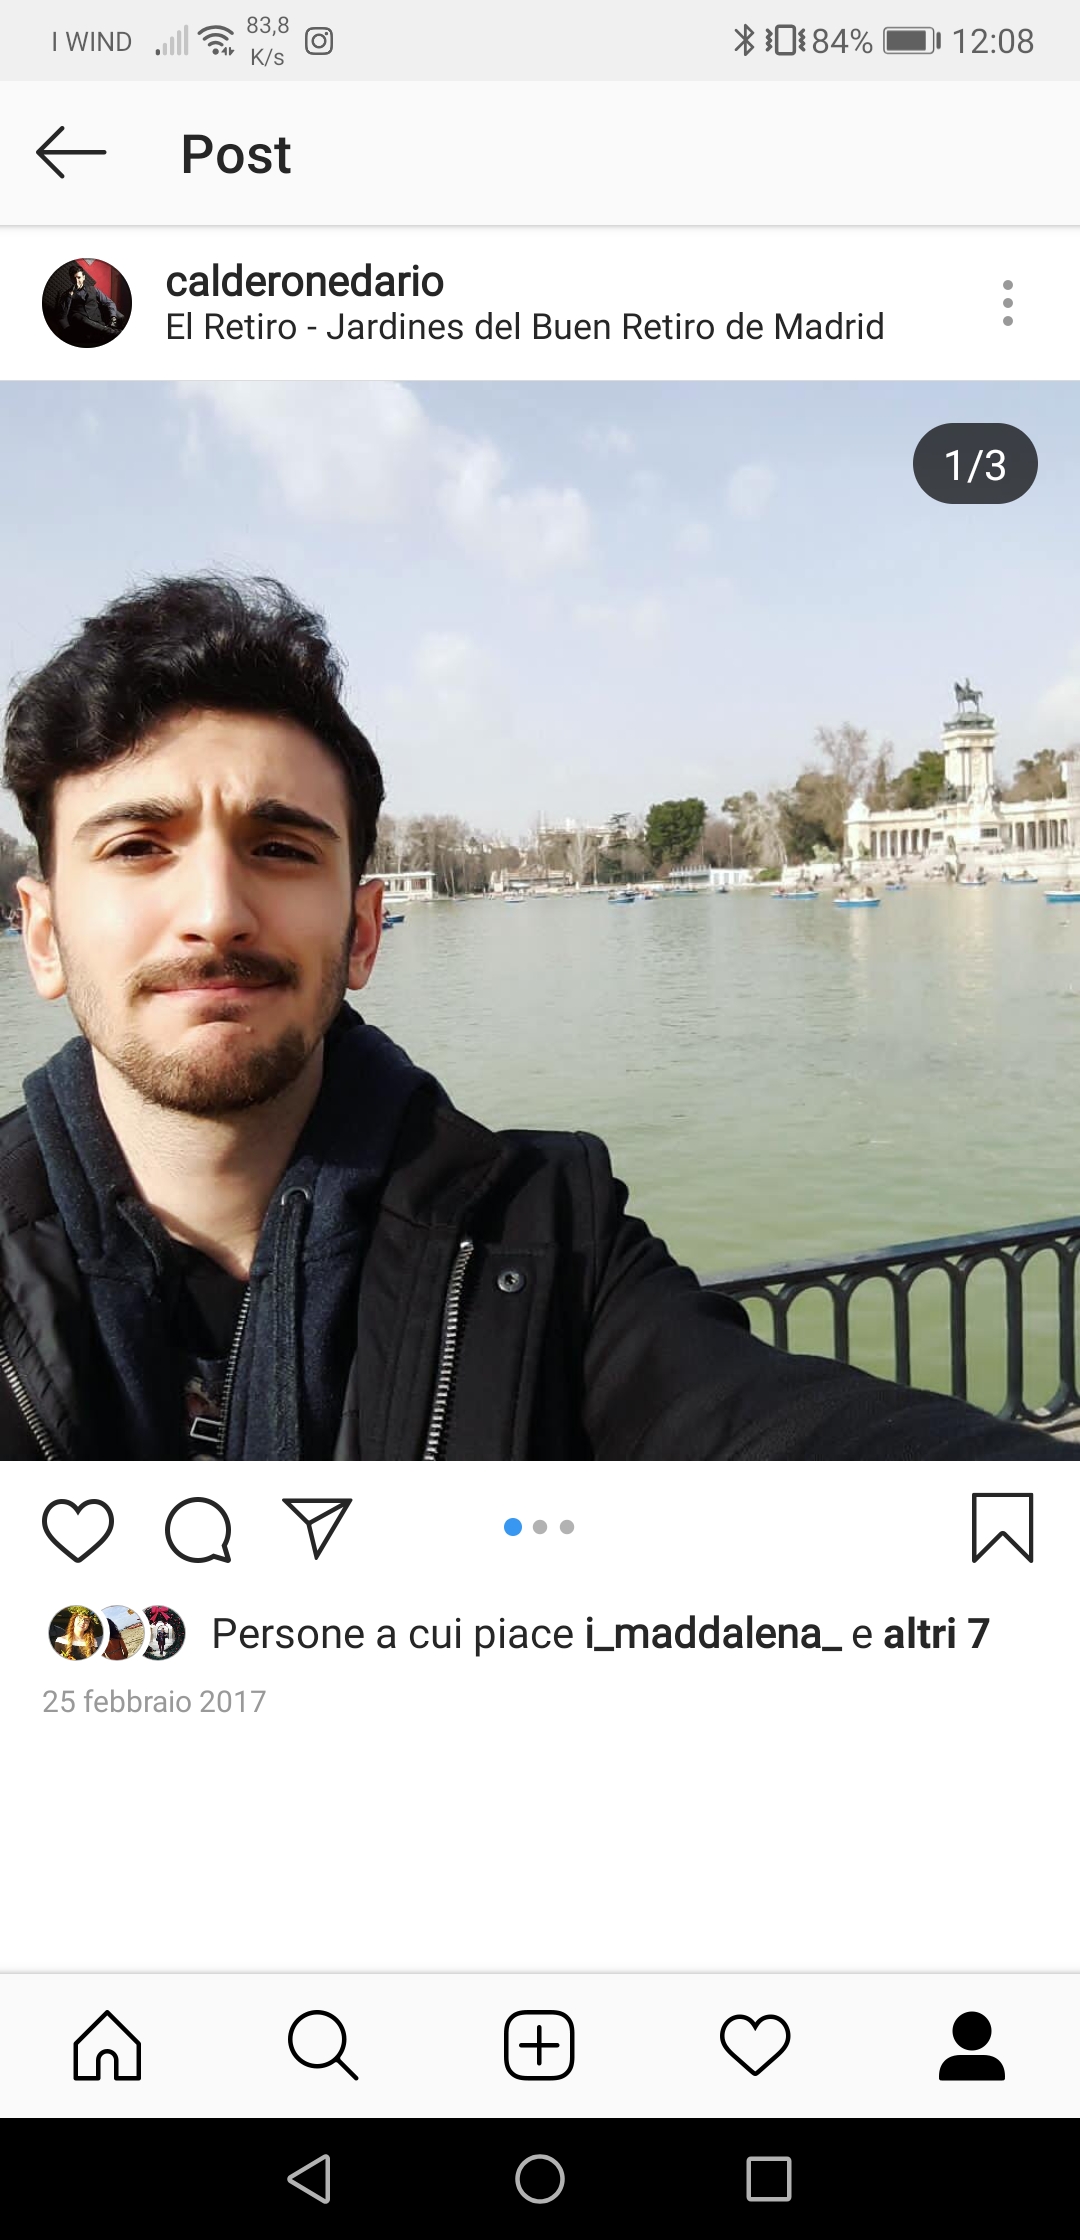 I WIND
83,8
K/s
84%
12:08
Post
calderonedario
El Retiro - Jardines del Buen Retiro de Madrid
1/3
Persone a cui piace i_maddalena_ e altri 7
25 febbraio 2017